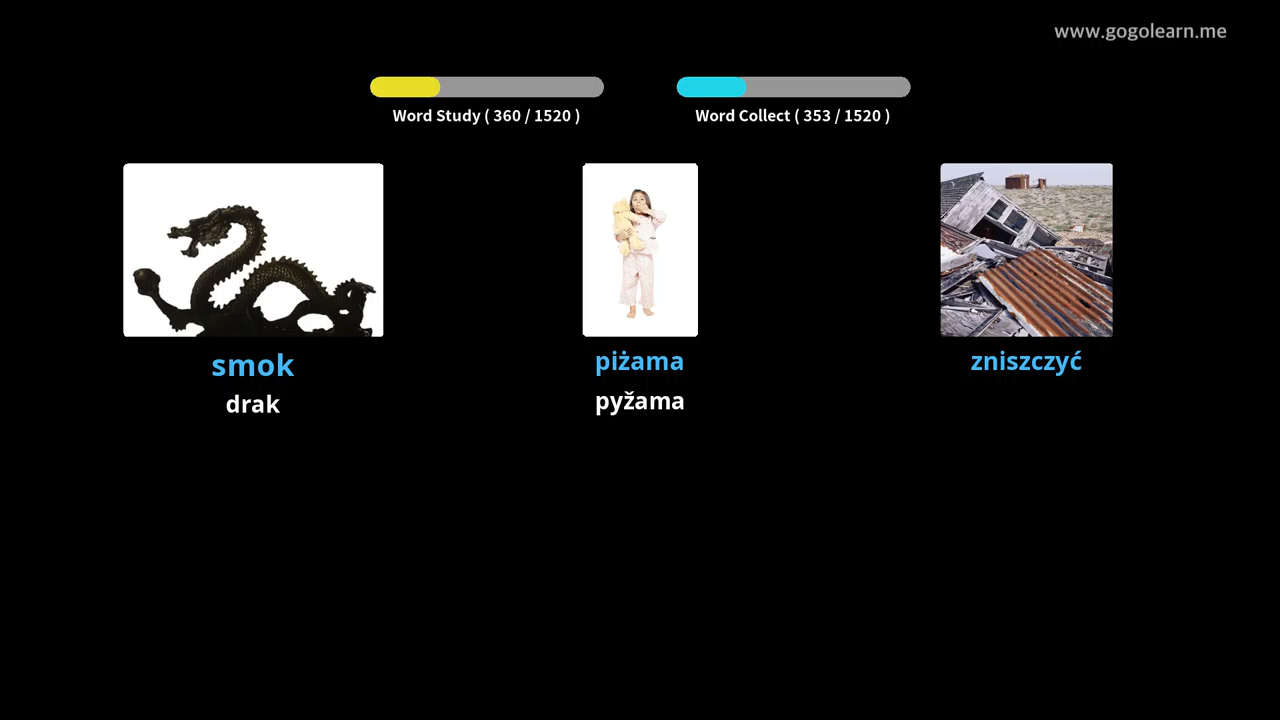 www.gogolearn.me
Word Study ( 360 / 1520 )
Word Collect ( 353 / 1520 )
smok
piżama
zniszczyć
drak
pyžama